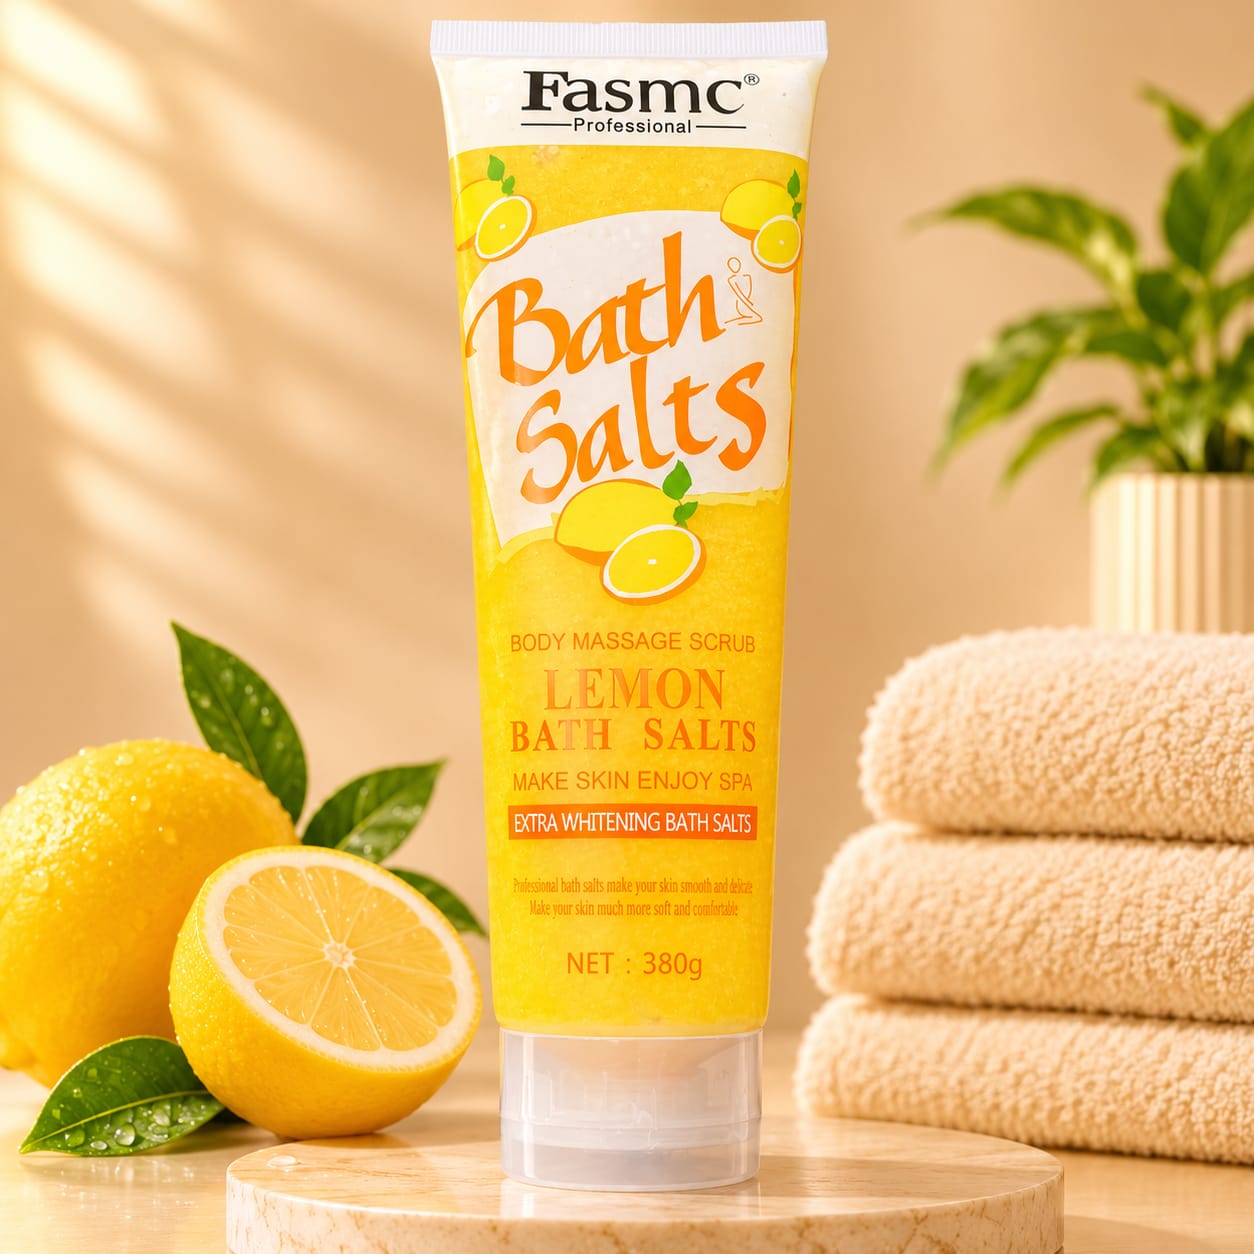 Fasmc®
Professional
Bath
Salts
BODY MASSAGE SCRUB
LEMON
BATH SALTS
MAKE SKIN ENJOY SPA
EXTRA WHITENING BATH SALTS
Professional bath salts make your skin smooth and delicate
Make your skin much more soft and comfortable
NET : 380g